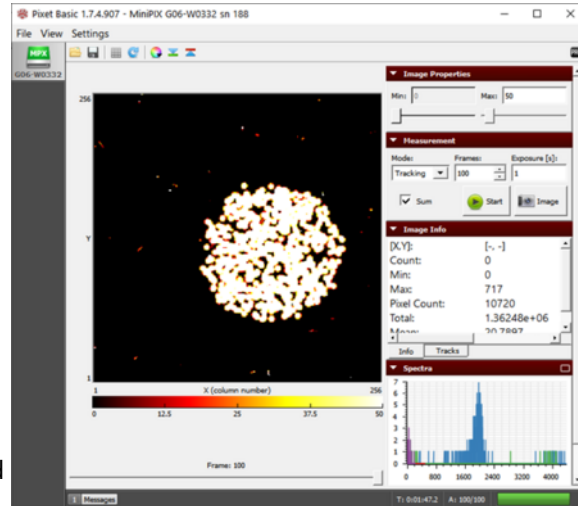 Pixet Basic 1.7.4.907 - MiniPIX G06-W0332 sn 188
File View Settings
MPX
G06-W0332
256
Y
1
1 X (column number) 256
0 12.5 25 37.5 50
Frame: 100
Image Properties
Min: 0 Max: 50
Measurement
Mode: Frames: Exposure [s]:
Tracking 100 1
Sum Start Image
Image Info
[X,Y]: [-, -]
Count: 0
Min: 0
Max: 717
Pixel Count: 10720
Total: 1.36248e+06
Mean: 20.7897
Info Tracks
Spectra
7
6
5
4
3
2
1
0
0 800 1600 2400 3200 4000
1 Messages T: 0:01:47.2 A: 100/100